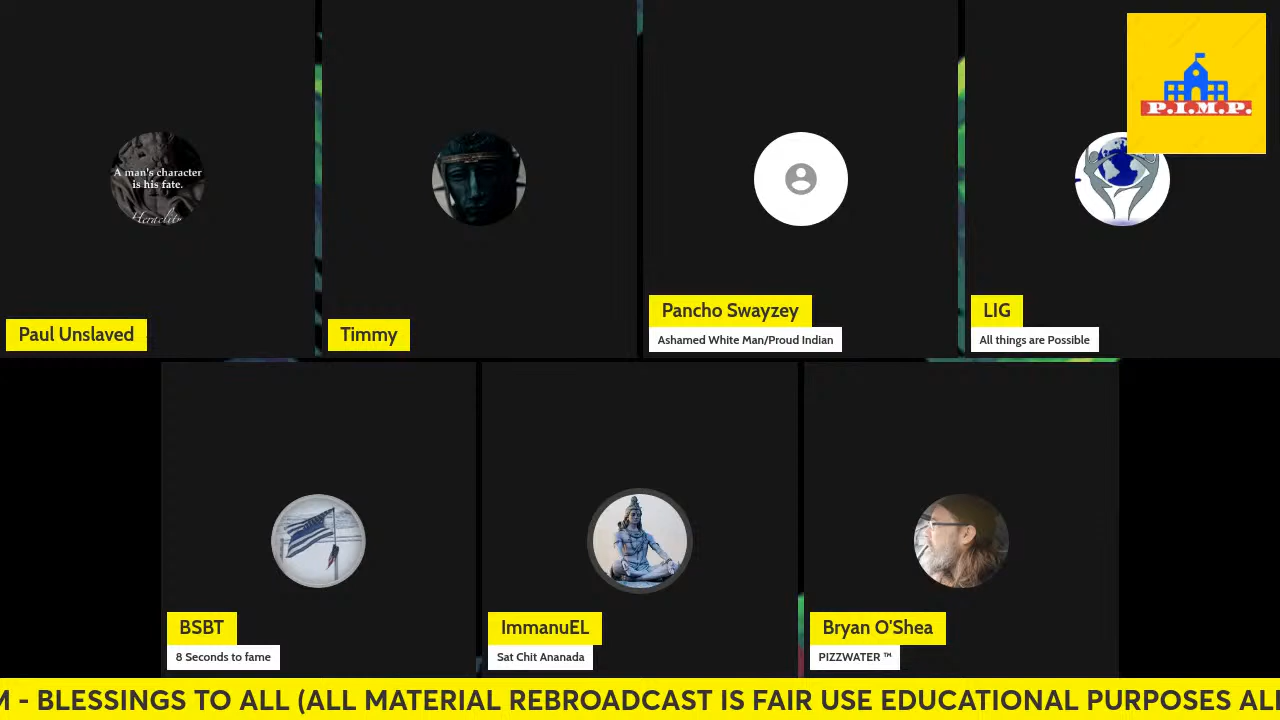 P.I.M.P.
A man's character
is his fate.
Paul Unslaved
Timmy
Pancho Swayzey
Ashamed White Man/Proud Indian
LIG
All things are Possible
BSBT
8 Seconds to fame
ImmanuEL
Sat Chit Ananada
Bryan O'Shea
PIZZWATER ™
M - BLESSINGS TO ALL (ALL MATERIAL REBROADCAST IS FAIR USE EDUCATIONAL PURPOSES